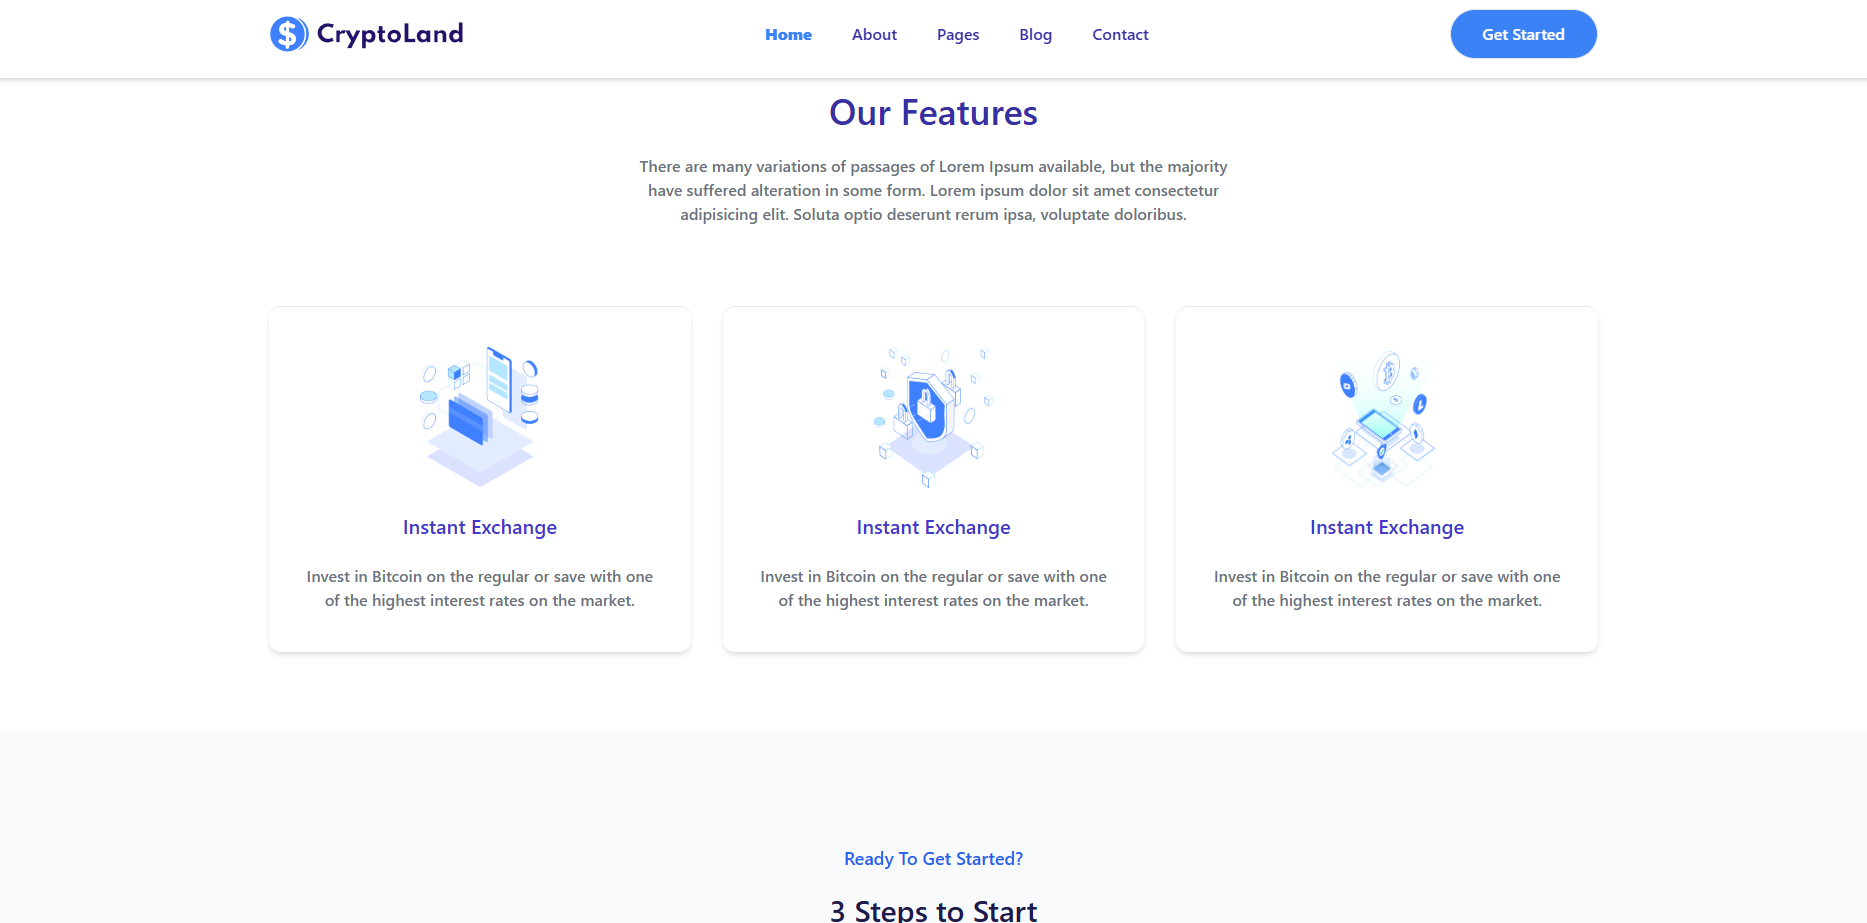 CryptoLand
Home About Pages Blog Contact
Get Started
Our Features
There are many variations of passages of Lorem Ipsum available, but the majority
have suffered alteration in some form. Lorem ipsum dolor sit amet consectetur
adipisicing elit. Soluta optio deserunt rerum ipsa, voluptate doloribus.
Instant Exchange
Invest in Bitcoin on the regular or save with one
of the highest interest rates on the market.
Instant Exchange
Invest in Bitcoin on the regular or save with one
of the highest interest rates on the market.
Instant Exchange
Invest in Bitcoin on the regular or save with one
of the highest interest rates on the market.
Ready To Get Started?
3 Steps to Start